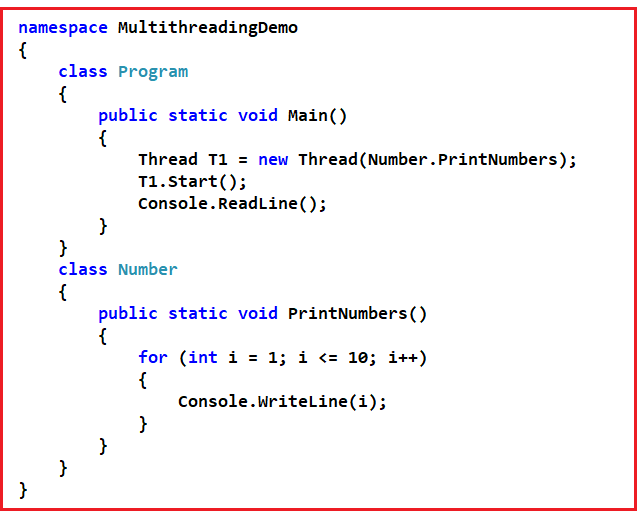 namespace MultithreadingDemo
{
    class Program
    {
        public static void Main()
        {
            Thread T1 = new Thread(Number.PrintNumbers);
            T1.Start();
            Console.ReadLine();
        }
    }
    class Number
    {
        public static void PrintNumbers()
        {
            for (int i = 1; i <= 10; i++)
            {
                Console.WriteLine(i);
            }
        }
    }
}